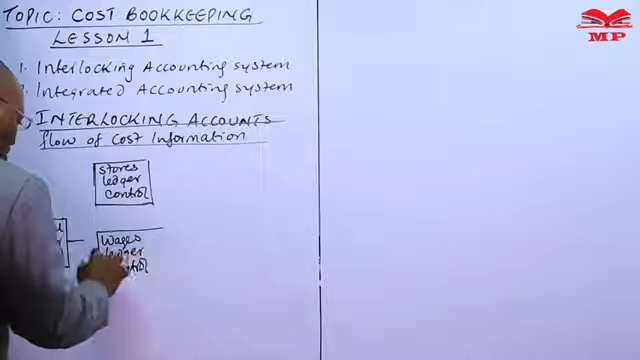 TOPIC: COST BOOKKEEPING
LESSON 1
1. Interlocking Accounting system
Integrated Accounting system
INTERLOCKING ACCOUNTS
flow of Cost Information
Stores
ledger
Control
Wages
ledger
MP